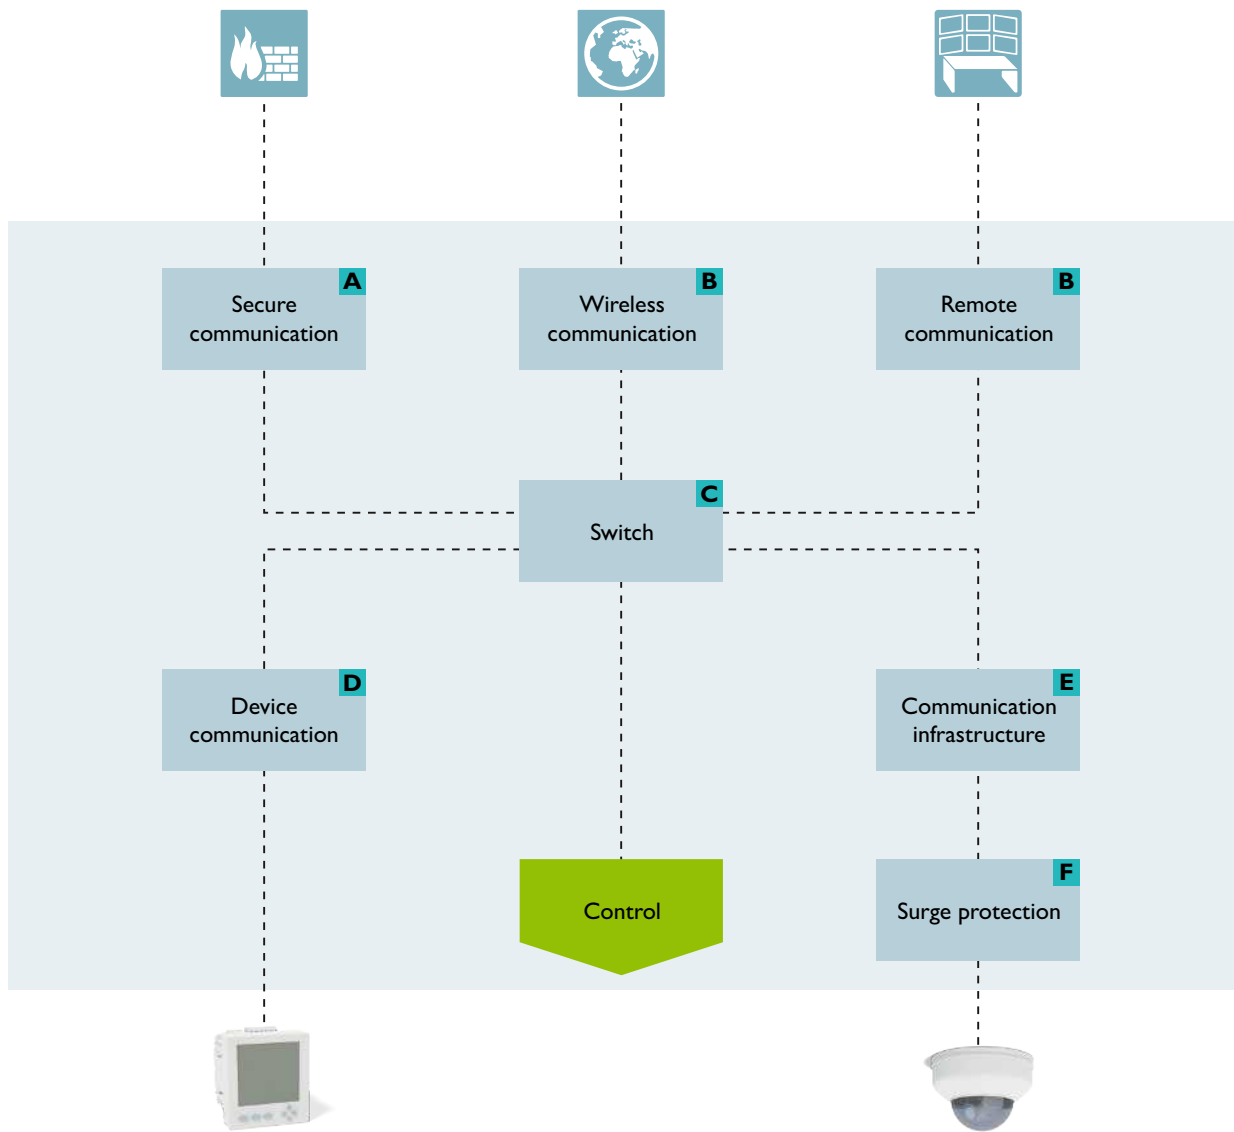 A
Secure
communication
B
Wireless
communication
B
Remote
communication
C
Switch
D
Device
communication
E
Communication
infrastructure
Control
F
Surge protection